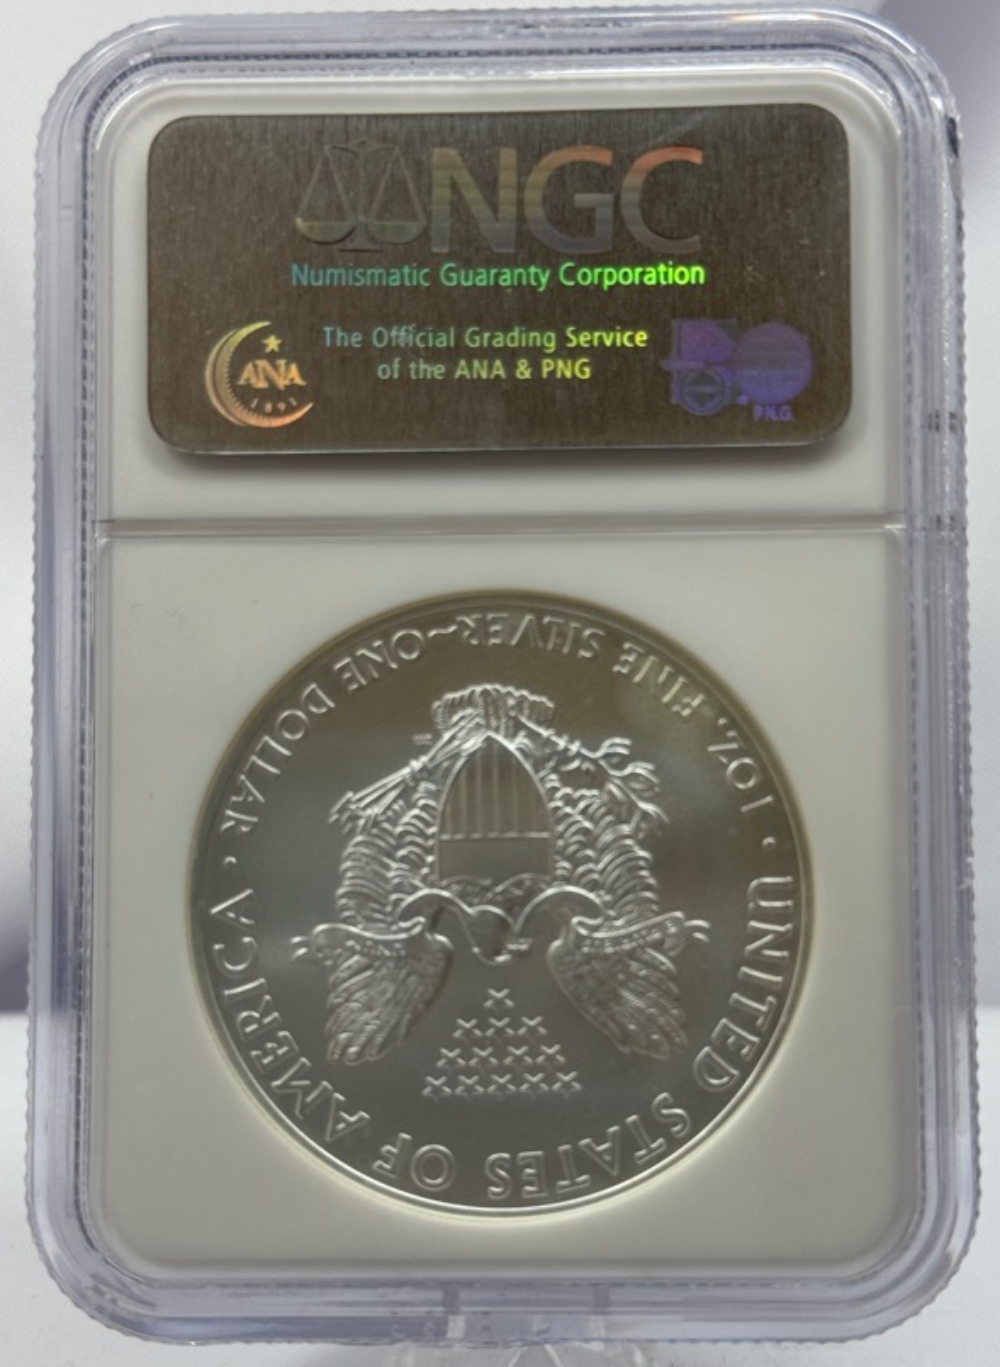 NGC
Numismatic Guaranty Corporation
The Official Grading Service
of the ANA & PNG
ANA
1891
P.N.G.
UNITED STATES OF AMERICA
1 OZ. FINE SILVER~ONE DOLLAR